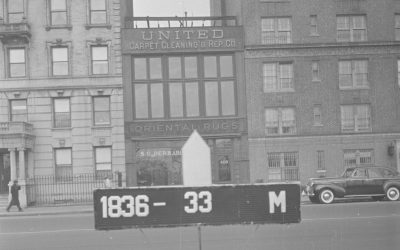 UNITED
CARPET CLEANING & REP. CO.
ORIENTAL RUGS
1836- 33 M